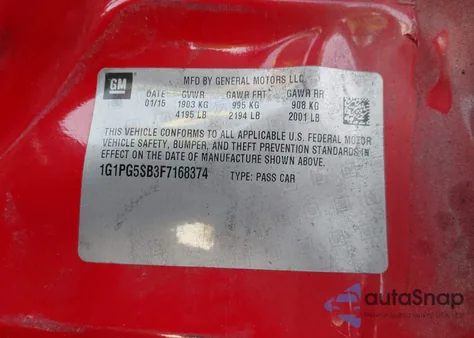 GM
MFD BY GENERAL MOTORS LLC
DATE GVWR GAWR FRT GAWR RR
01/15 1903 KG 995 KG 908 KG
4195 LB 2194 LB 2001 LB
THIS VEHICLE CONFORMS TO ALL APPLICABLE U.S. FEDERAL MOTOR
VEHICLE SAFETY, BUMPER, AND THEFT PREVENTION STANDARDS IN
EFFECT ON THE DATE OF MANUFACTURE SHOWN ABOVE.
1G1PG5SB3F7168374 TYPE: PASS CAR
autoSnap